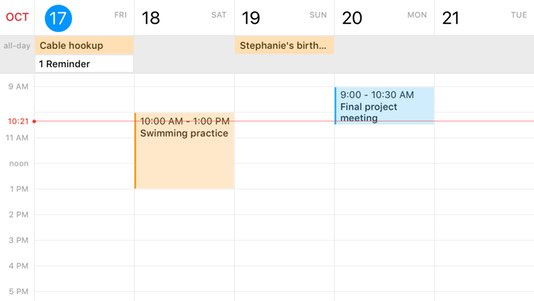 OCT 17 FRI 18 SAT 19 SUN 20 MON 21 TUE
all-day Cable hookup Stephanie's birth...
1 Reminder
9 AM
9:00 - 10:30 AM
Final project
meeting
10:21
10:00 AM - 1:00 PM
Swimming practice
11 AM
noon
1 PM
2 PM
3 PM
4 PM
5 PM